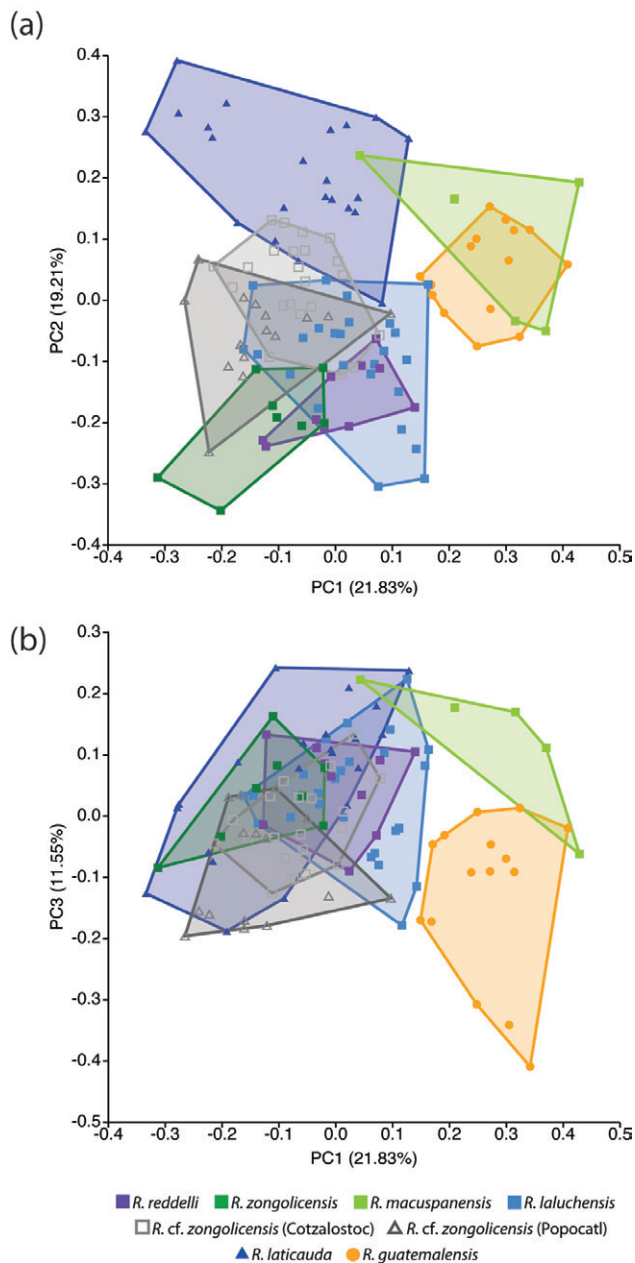 (a)
0.4
0.3
0.2
0.1
0.0
-0.1
-0.2
-0.3
-0.4
PC2 (19.21%)
-0.4 -0.3 -0.2 -0.1 0.0 0.1 0.2 0.3 0.4 0.5
PC1 (21.83%)
(b)
0.3
0.2
0.1
0.0
-0.1
-0.2
-0.3
-0.4
-0.5
PC3 (11.55%)
-0.4 -0.3 -0.2 -0.1 0.0 0.1 0.2 0.3 0.4 0.5
PC1 (21.83%)
R. reddelli R. zongolicensis R. macuspanensis R. laluchensis
R. cf. zongolicensis (Cotzalostoc) R. cf. zongolicensis (Popocatl)
R. laticauda R. guatemalensis